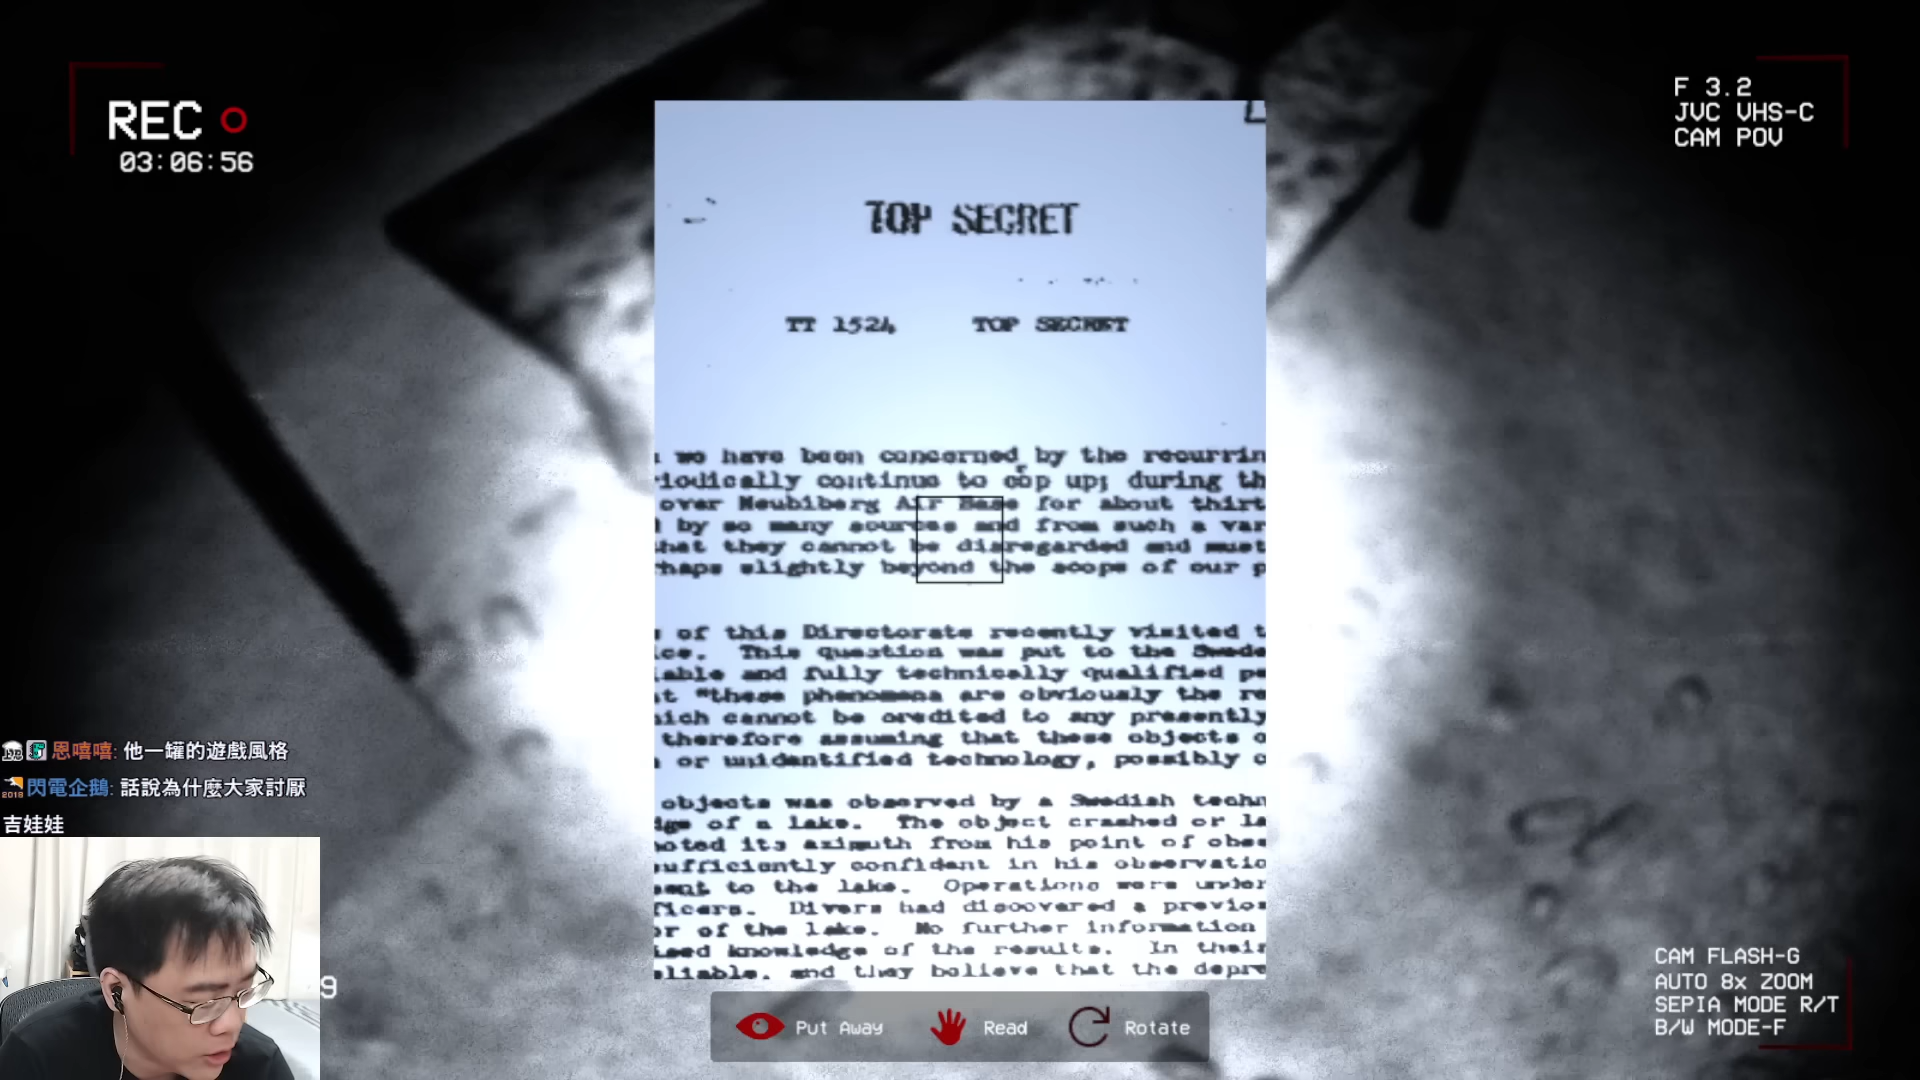 REC
03:06:56
F 3.2
JVC VHS-C
CAM POV
TOP SECRET
TT 1524 TOP SECRET
we have been concerned by the recurrin
riodically continue to cop up; during th
over Neubiberg Air Base for about thirt
by so many sources and from such a var
hat they cannot be disregarded and must
haps slightly beyond the scope of our p
of this Directorate recently visited t
ce. This question was put to the Swede
able and fully technically qualified pe
t "these phenomena are obviously the re
ich cannot be credited to any presently
therefore assuming that these objects o
or unidentified technology, possibly o
objects was observed by a Swedish techn
dge of a lake. The object crashed or la
noted its azimuth from his point of obse
sufficiently confident in his observatio
sent to the lake. Operations were under
ficers. Divers had discovered a previou
or of the lake. No further information
ised knowledge of the results. In their
eliable, and they believe that the depre
恩嘻嘻: 他一罐的遊戲風格
閃電企鵝: 話說為什麼大家討厭
吉娃娃
9
Put Away Read Rotate
CAM FLASH-G
AUTO 8x ZOOM
SEPIA MODE R/T
B/W MODE-F